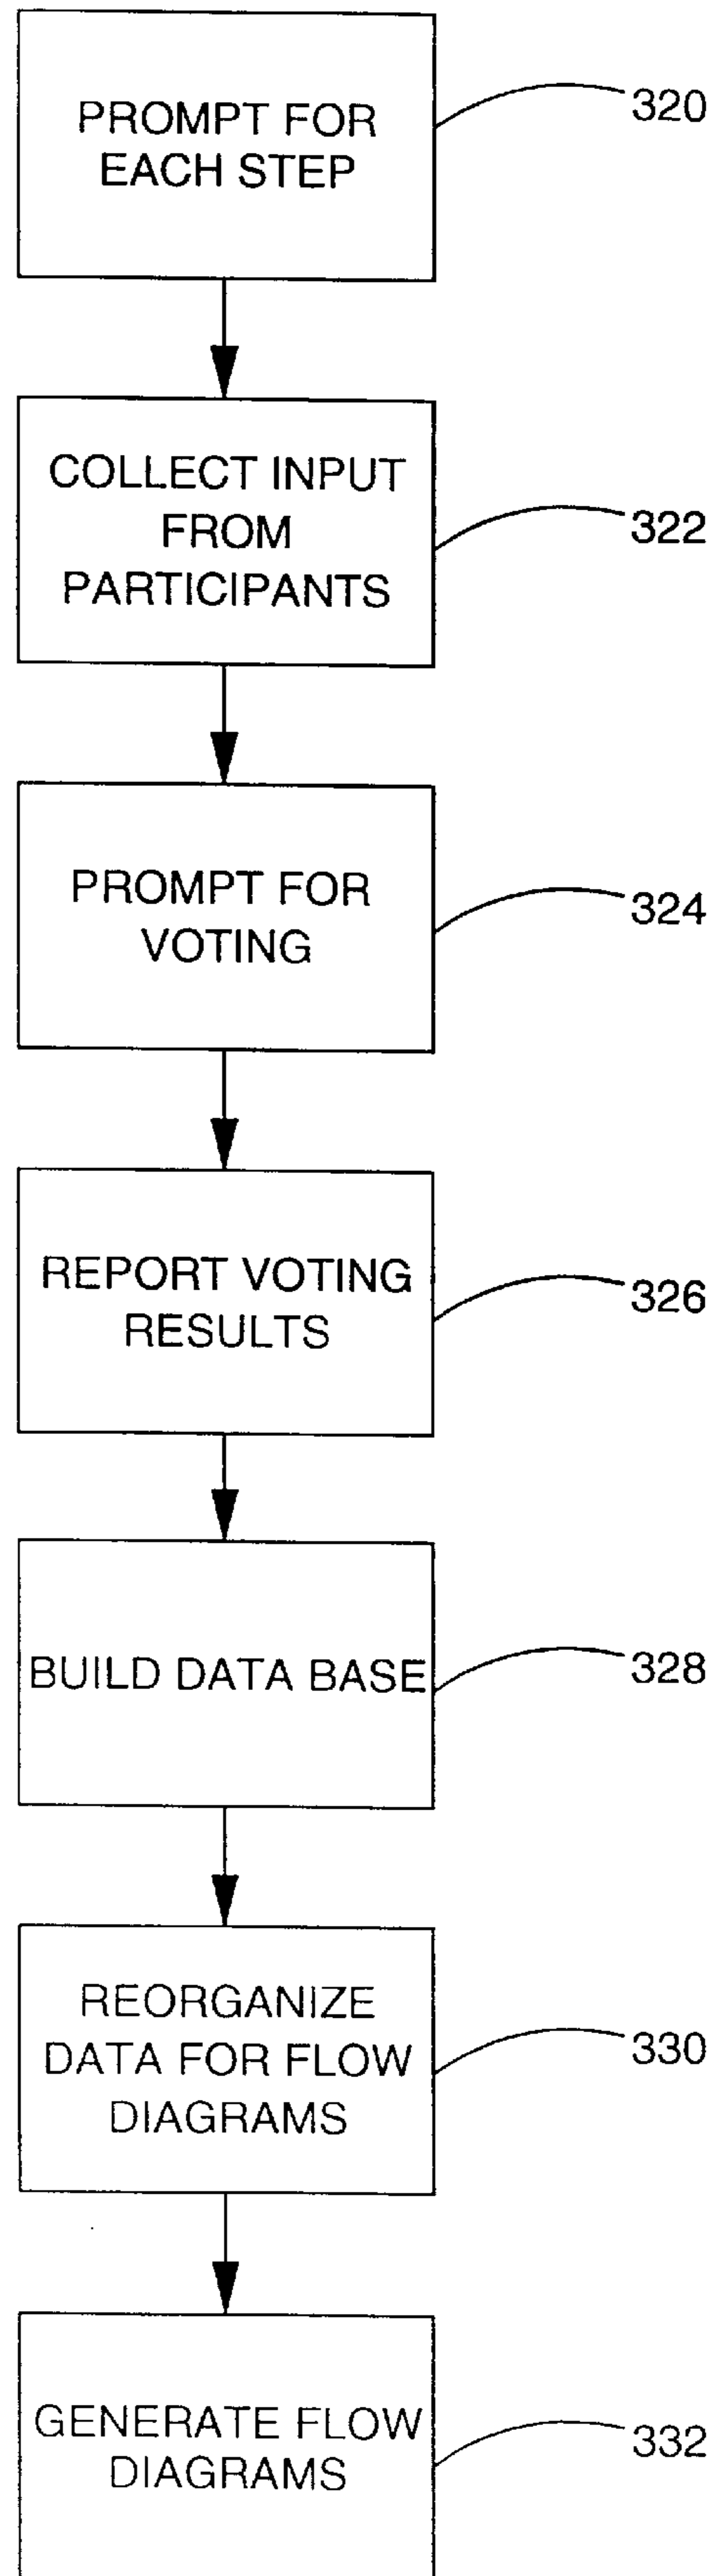 PROMPT FOR
EACH STEP
320
COLLECT INPUT
FROM
PARTICIPANTS
322
PROMPT FOR
VOTING
324
REPORT VOTING
RESULTS
326
BUILD DATA BASE
328
REORGANIZE
DATA FOR FLOW
DIAGRAMS
330
GENERATE FLOW
DIAGRAMS
332